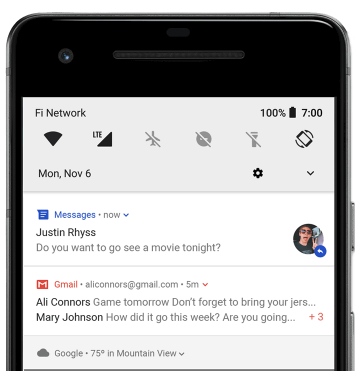 Fi Network 100% 7:00
LTE
Mon, Nov 6
Messages • now
Justin Rhyss
Do you want to go see a movie tonight?
Gmail • aliconnors@gmail.com • 5m
Ali Connors Game tomorrow Don't forget to bring your jers...
Mary Johnson How did it go this week? Are you going... + 3
Google • 75º in Mountain View